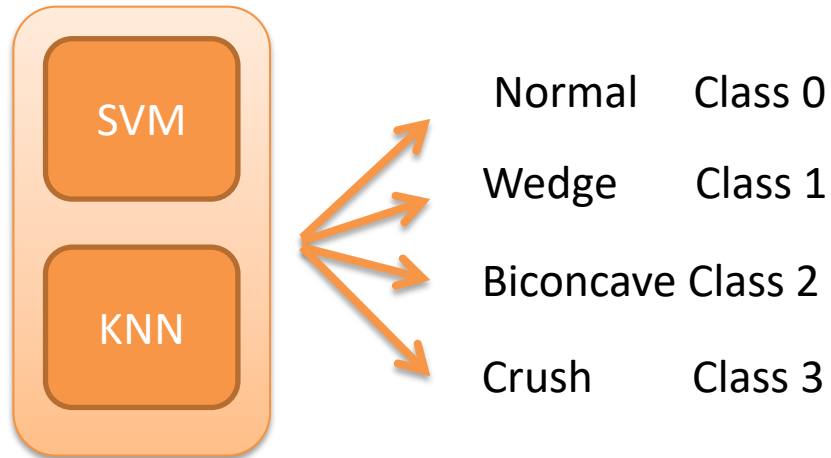 SVM
KNN
Normal Class 0
Wedge Class 1
Biconcave Class 2
Crush Class 3